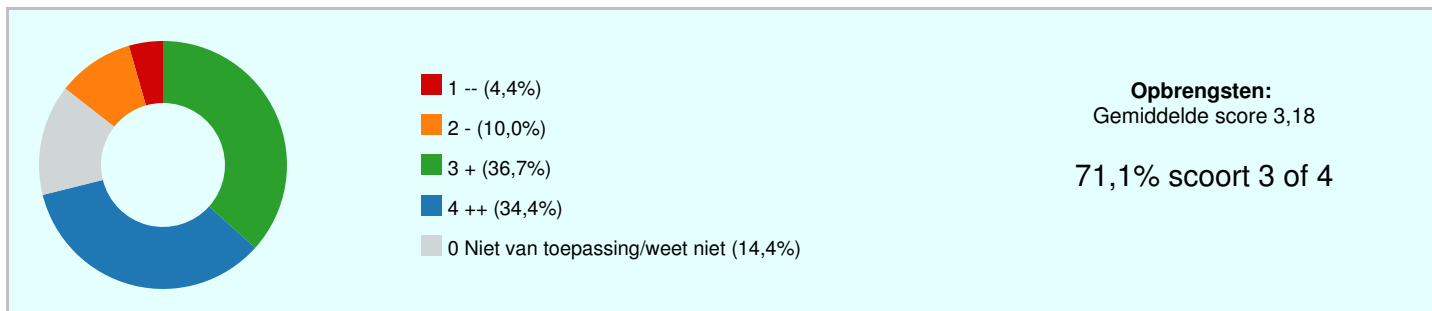 1 -- (4,4%)
2 - (10,0%)
3 + (36,7%)
4 ++ (34,4%)
0 Niet van toepassing/weet niet (14,4%)
Opbrengsten:
Gemiddelde score 3,18
71,1% scoort 3 of 4